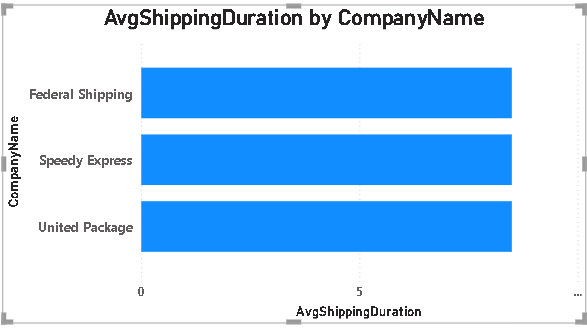 AvgShippingDuration by CompanyName
CompanyName
Federal Shipping
Speedy Express
United Package
0 5 ...
AvgShippingDuration